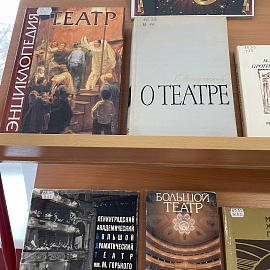 ТЕАТР
ЭНЦИКЛОПЕДИЯ
О ТЕАТРЕ
ЛЕНИНГРАДСКИЙ
АКАДЕМИЧЕСКИЙ
БОЛЬШОЙ
ДРАМАТИЧЕСКИЙ
ТЕАТР
им. М. ГОРЬКОГО
БОЛЬШОЙ
ТЕАТР